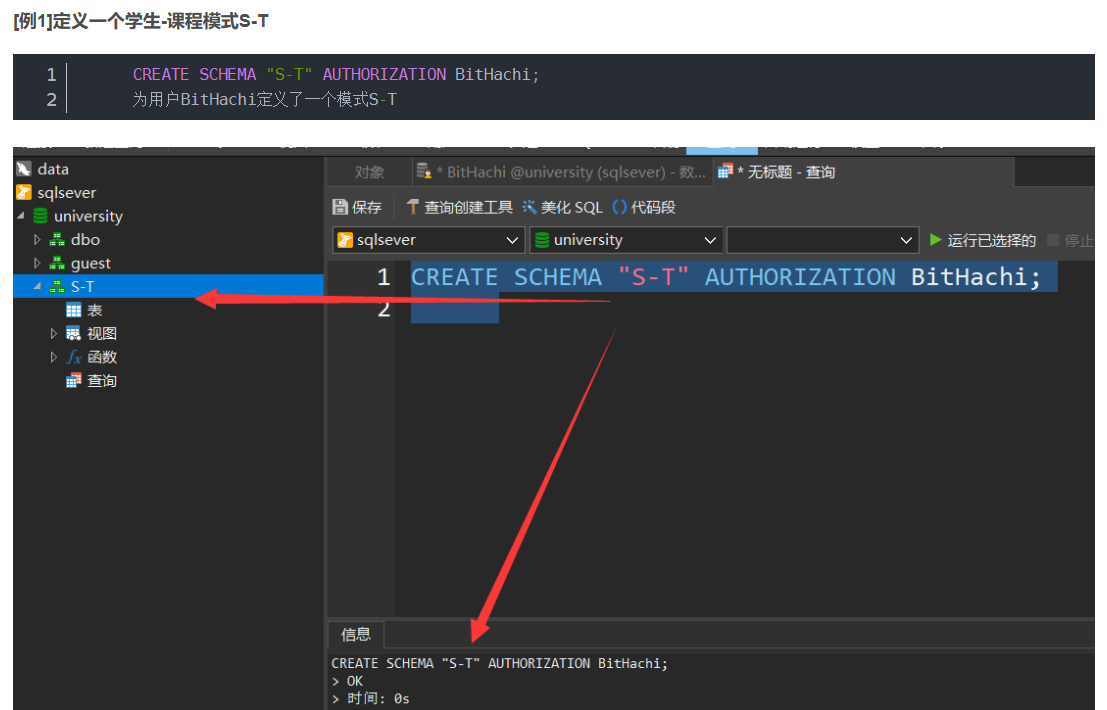 [例1]定义一个学生-课程模式S-T
1 CREATE SCHEMA "S-T" AUTHORIZATION BitHachi;
2 为用户BitHachi定义了一个模式S-T
data
sqlsever
university
dbo
guest
S-T
表
视图
函数
查询
对象 * BitHachi @university (sqlsever) - 数... * 无标题 - 查询
保存 查询创建工具 美化 SQL () 代码段
sqlsever university 运行已选择的 停止
1 CREATE SCHEMA "S-T" AUTHORIZATION BitHachi;
2
信息
CREATE SCHEMA "S-T" AUTHORIZATION BitHachi;
> OK
> 时间: 0s